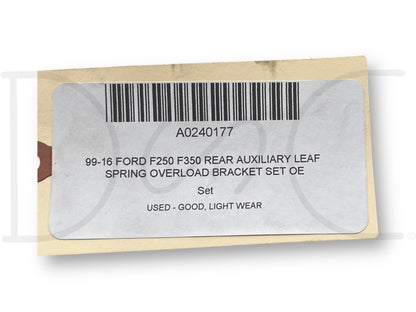 A0240177
99-16 FORD F250 F350 REAR AUXILIARY LEAF
SPRING OVERLOAD BRACKET SET OE
Set
USED - GOOD, LIGHT WEAR